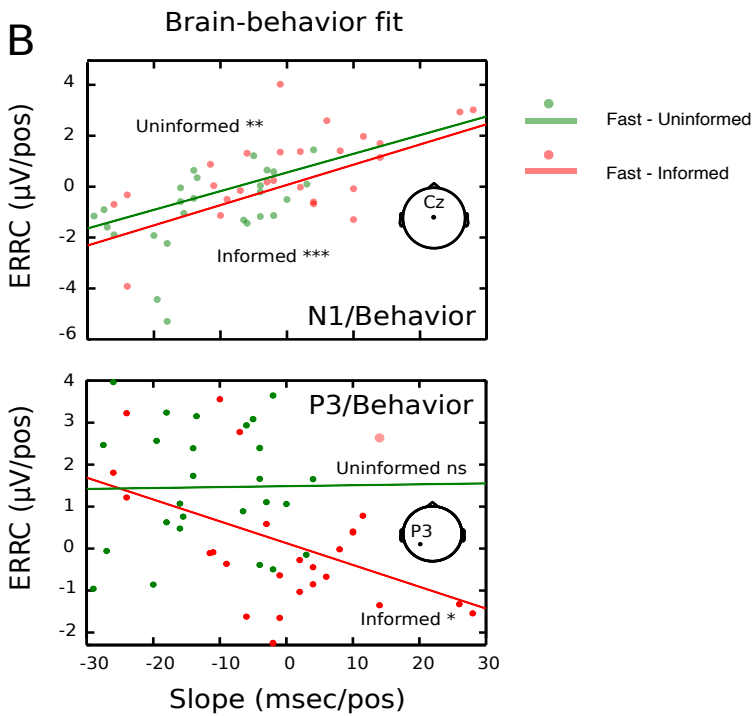 B
Brain-behavior fit
ERRC (µV/pos)
4
2
0
-2
-4
-6
Uninformed **
Informed ***
Cz
N1/Behavior
Fast - Uninformed
Fast - Informed
ERRC (µV/pos)
4
3
2
1
0
-1
-2
P3/Behavior
Uninformed ns
P3
Informed *
-30 -20 -10 0 10 20 30
Slope (msec/pos)